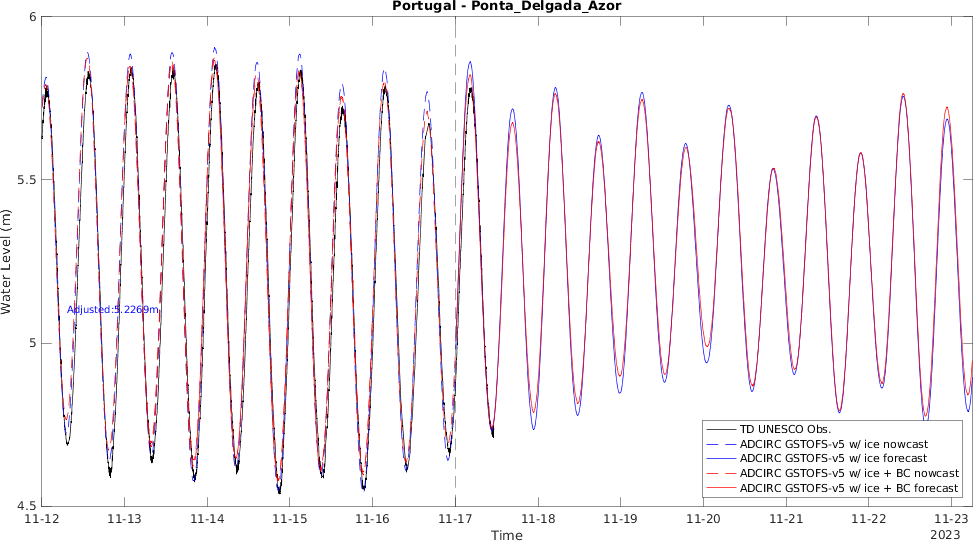 Portugal - Ponta_Delgada_Azor
6
5.5
5
4.5
Water Level (m)
Adjusted:5.2269m
TD UNESCO Obs.
ADCIRC GSTOFS-v5 w/ ice nowcast
ADCIRC GSTOFS-v5 w/ ice forecast
ADCIRC GSTOFS-v5 w/ ice + BC nowcast
ADCIRC GSTOFS-v5 w/ ice + BC forecast
11-12 11-13 11-14 11-15 11-16 11-17 11-18 11-19 11-20 11-21 11-22 11-23
Time
2023